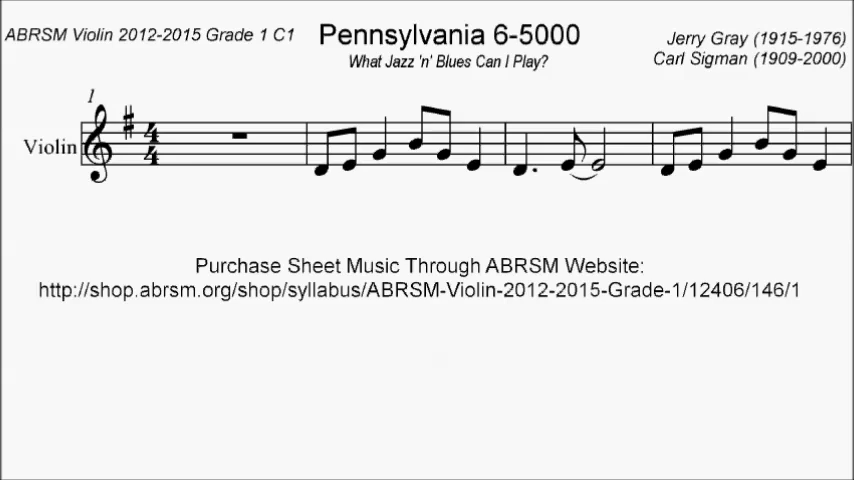 ABRSM Violin 2012-2015 Grade 1 C1
Pennsylvania 6-5000
What Jazz 'n' Blues Can I Play?
Jerry Gray (1915-1976)
Carl Sigman (1909-2000)
1
Violin
4
4
Purchase Sheet Music Through ABRSM Website:
http://shop.abrsm.org/shop/syllabus/ABRSM-Violin-2012-2015-Grade-1/12406/146/1